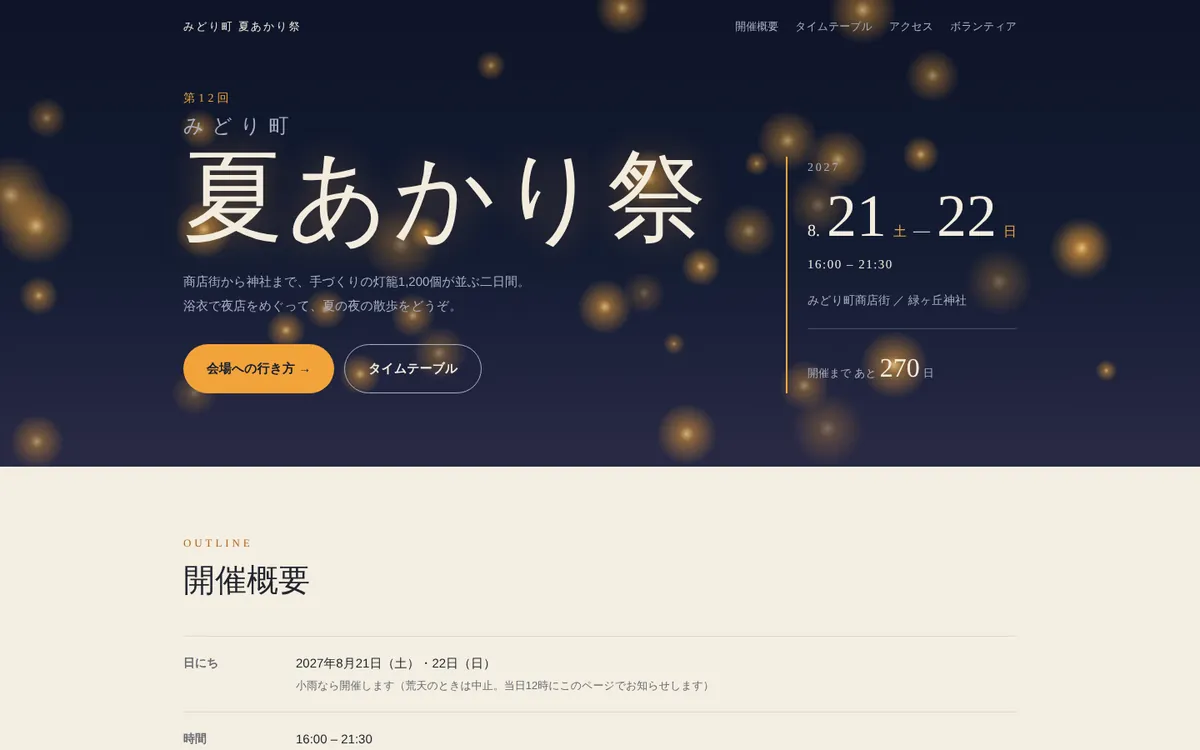 みどり町 夏あかり祭
開催概要 タイムテーブル アクセス ボランティア
第12回
みどり町
夏あかり祭
商店街から神社まで、手づくりの灯籠1,200個が並ぶ二日間。
浴衣で夜店をめぐって、夏の夜の散歩をどうぞ。
会場への行き方 →
タイムテーブル
2027
8. 21 土 — 22 日
16:00 – 21:30
みどり町商店街 ／ 緑ヶ丘神社
開催まで あと 270 日
OUTLINE
開催概要
日にち
2027年8月21日（土）・22日（日）
小雨なら開催します（荒天のときは中止。当日12時にこのページでお知らせします）
時間
16:00 – 21:30